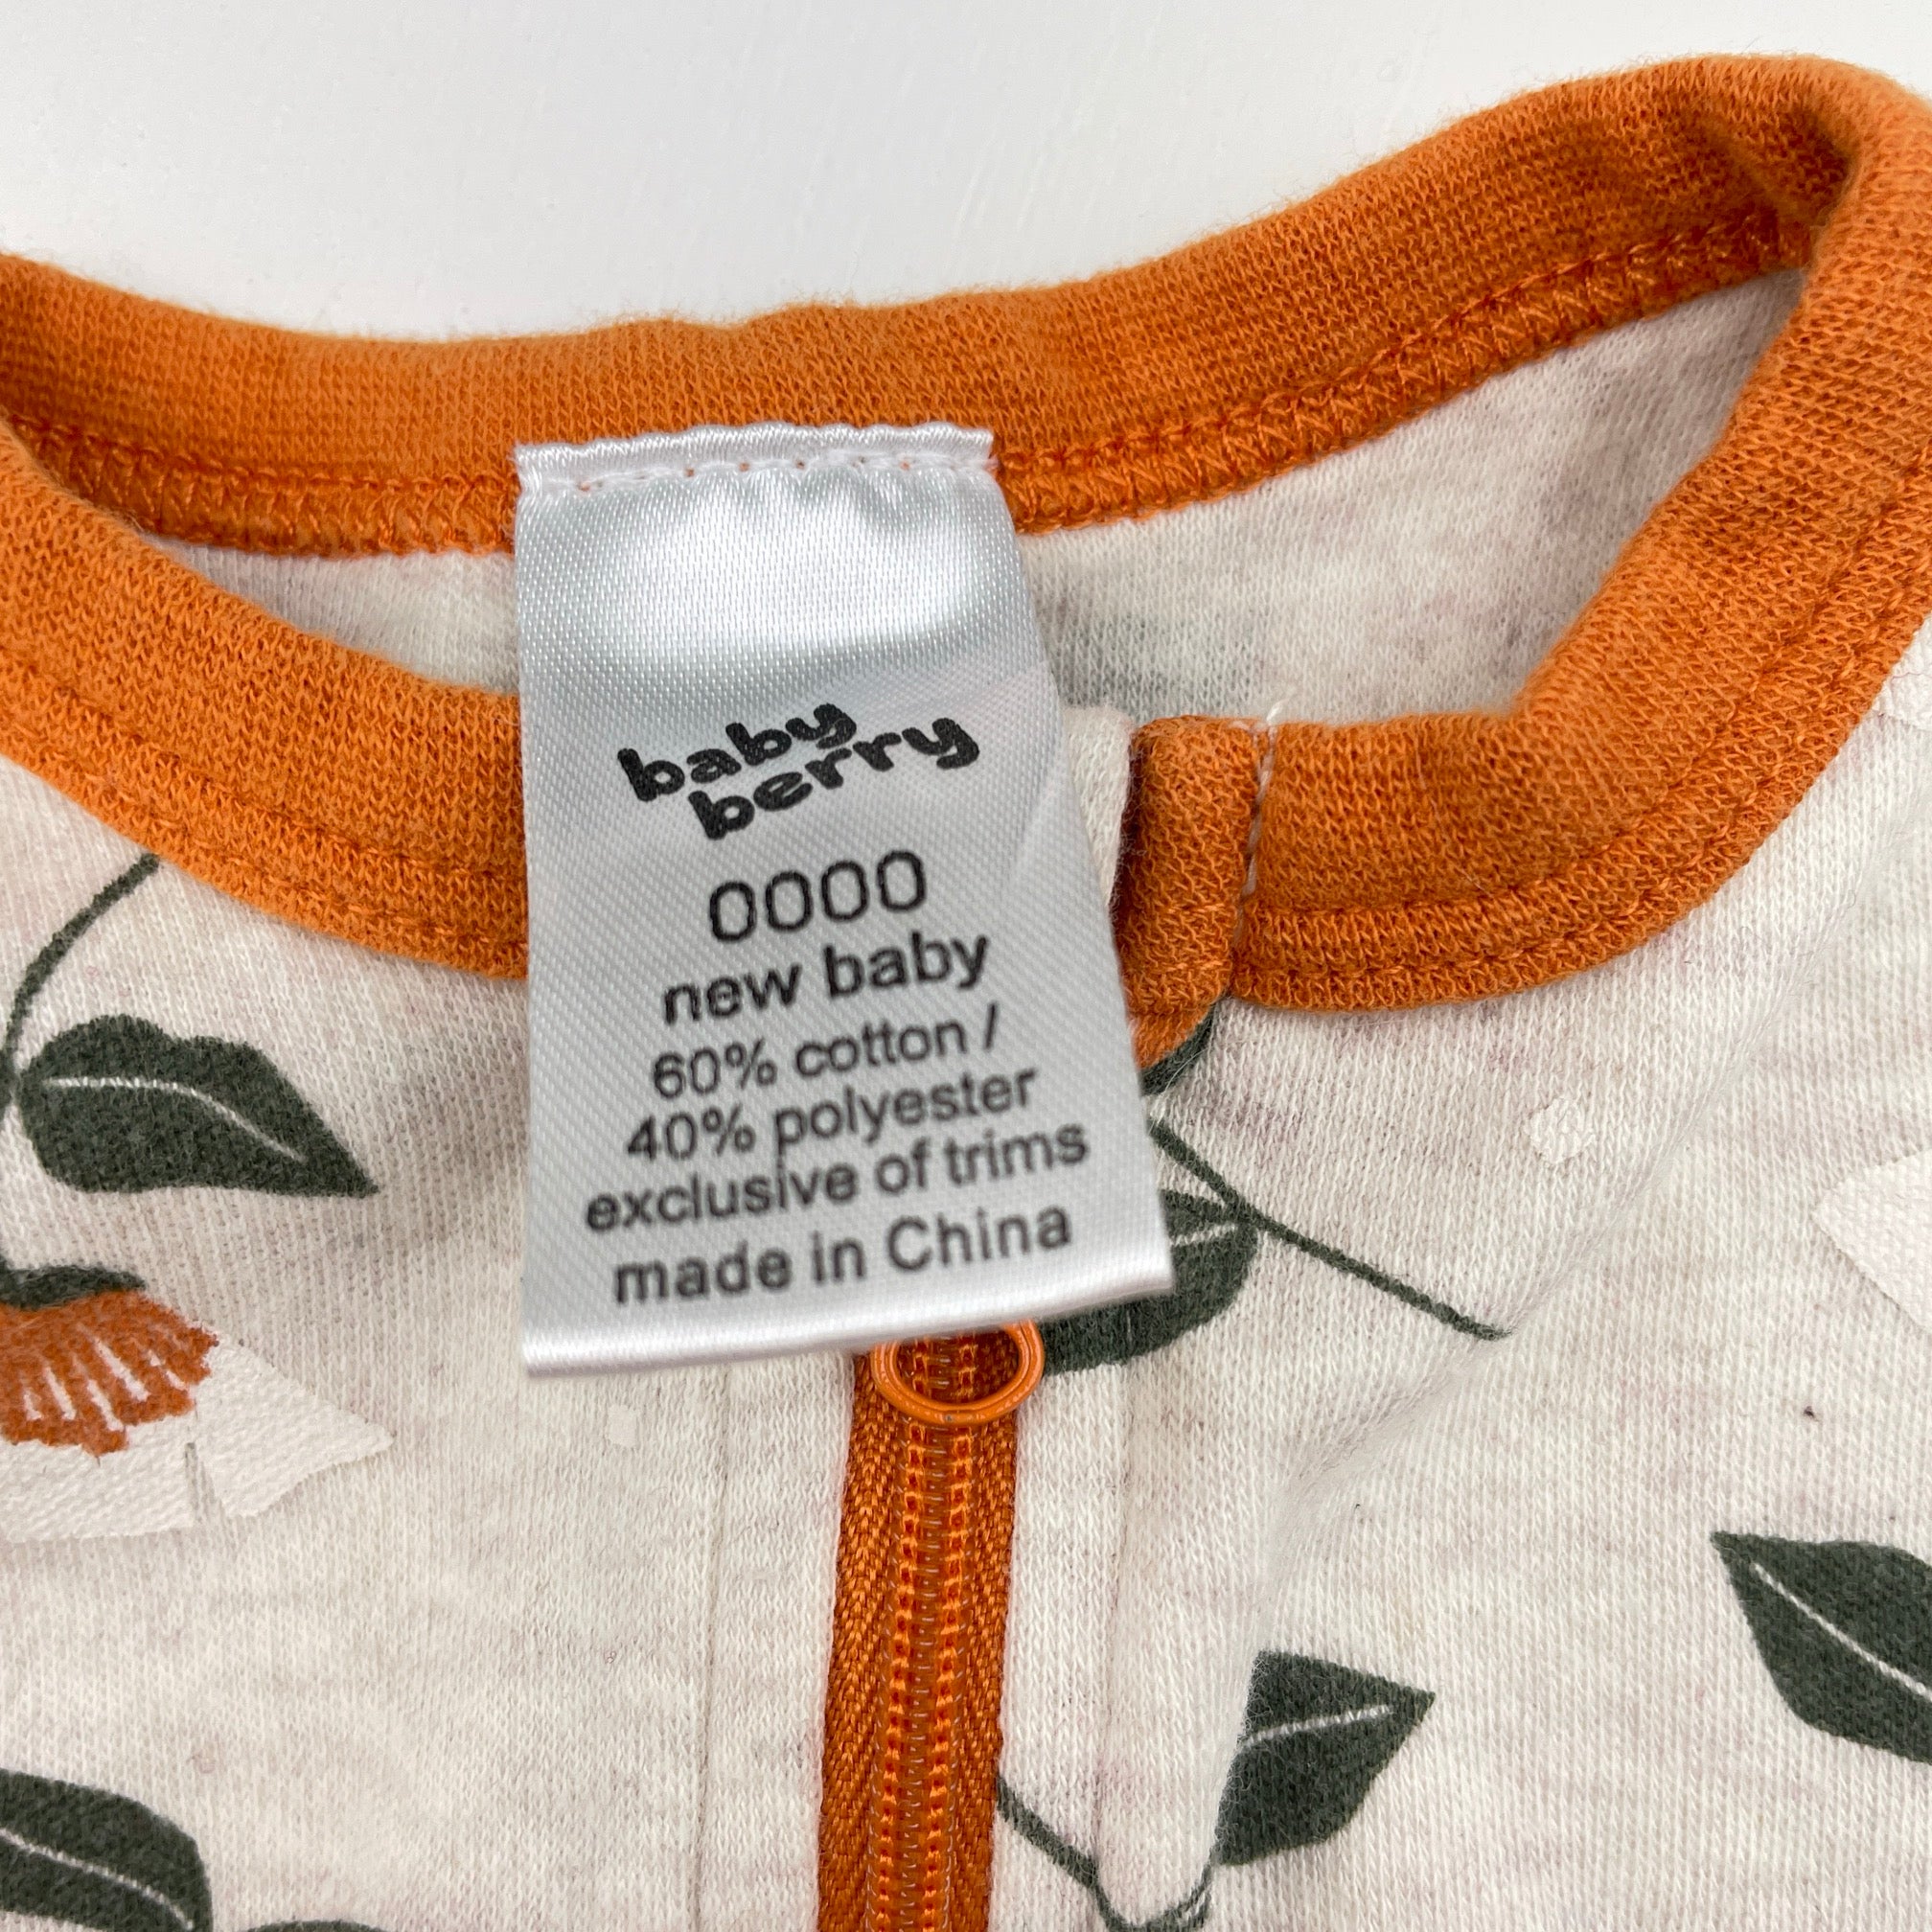 baby
berry
0000
new baby
60% cotton /
40% polyester
exclusive of trims
made in China